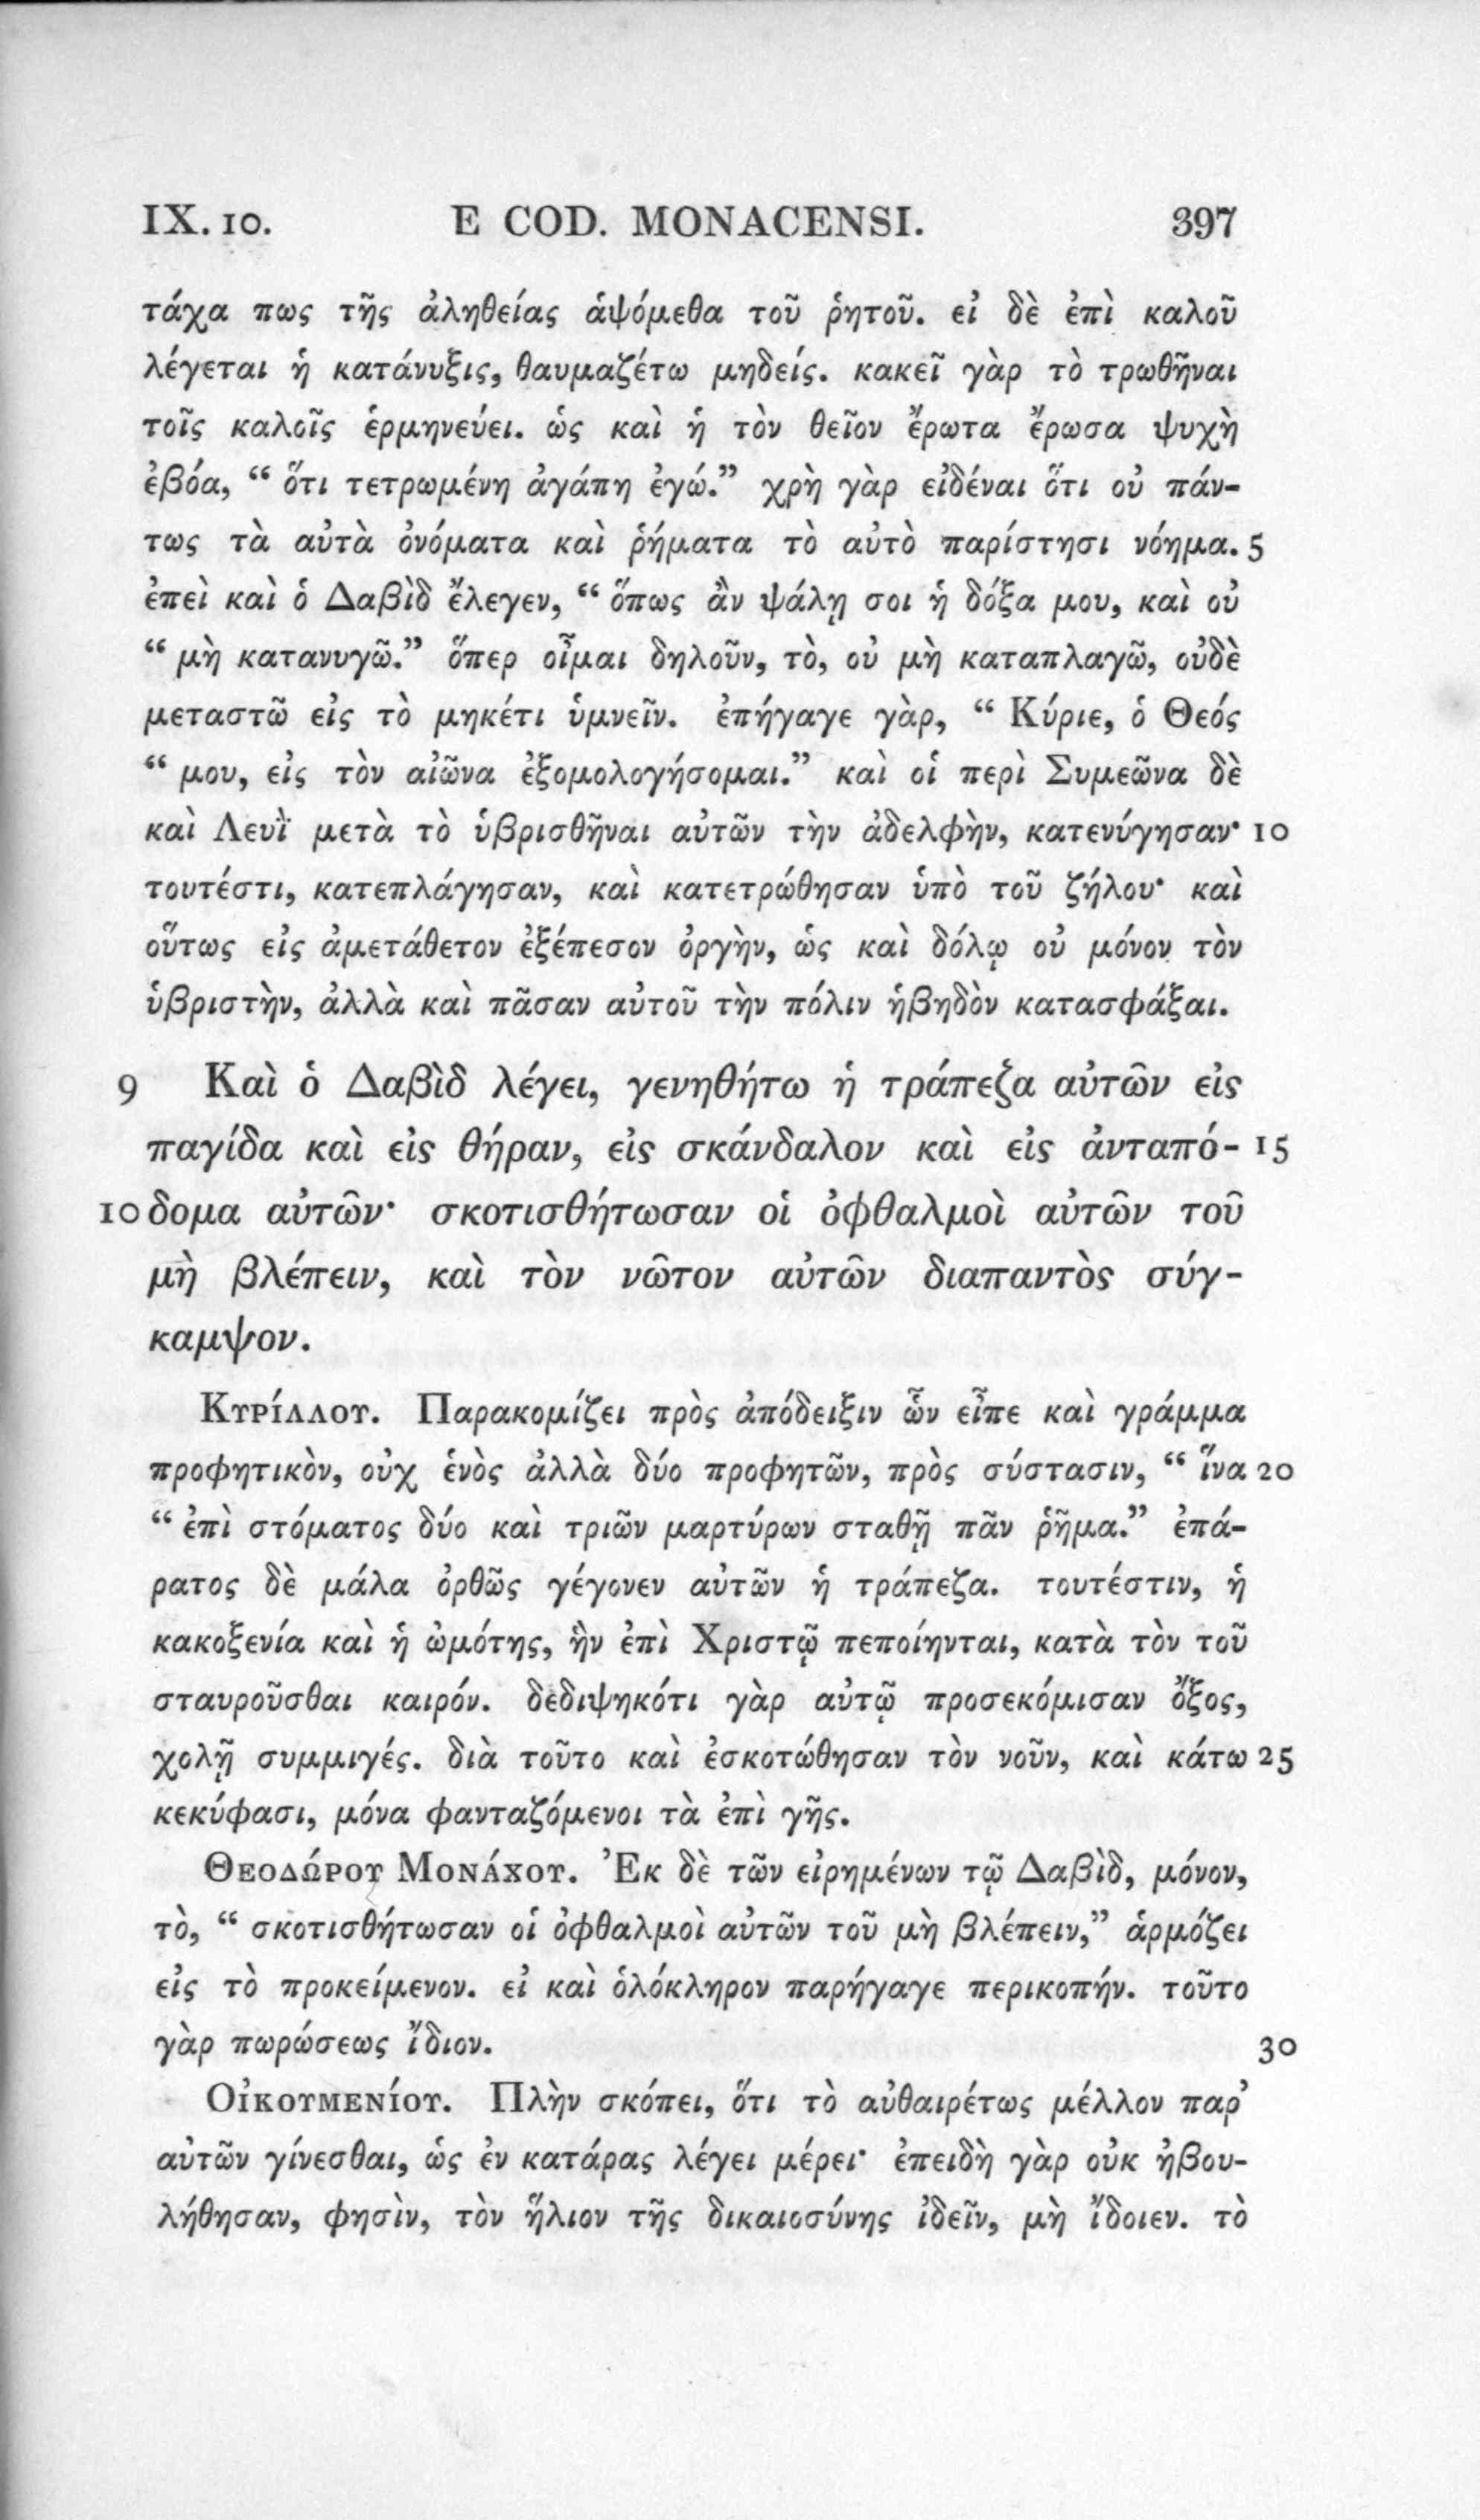 IX. 10. E COD. MONACENSI. 397
τάχα πως τῆς ἀληθείας ἁψόμεθα τοῦ ῥητοῦ. εἰ δὲ ἐπὶ καλοῦ
λέγεται ἡ κατάνυξις, θαυμαζέτω μηδείς. κακεῖ γὰρ τὸ τρωθῆναι
τοῖς καλοῖς ἑρμηνεύει. ὡς καὶ ἡ τὸν θεῖον ἔρωτα ἔρωσα ψυχὴ
ἐβόα, “ ὅτι τετρωμένη ἀγάπη ἐγώ.” χρὴ γὰρ εἰδέναι ὅτι οὐ πάν-
τως τὰ αὐτὰ ὀνόματα καὶ ῥήματα τὸ αὐτὸ παρίστησι νόημα. 5
ἐπεὶ καὶ ὁ Δαβὶδ ἔλεγεν, “ ὅπως ἂν ψάλῃ σοι ἡ δόξα μου, καὶ οὐ
“ μὴ κατανυγῶ.” ὅπερ οἶμαι δηλοῦν, τὸ, οὐ μὴ καταπλαγῶ, οὐδὲ
μεταστῶ εἰς τὸ μηκέτι ὑμνεῖν. ἐπήγαγε γὰρ, “ Κύριε, ὁ Θεός
“ μου, εἰς τὸν αἰῶνα ἐξομολογήσομαι.” καὶ οἱ περὶ Συμεῶνα δὲ
καὶ Λευῒ μετὰ τὸ ὑβρισθῆναι αὐτῶν τὴν ἀδελφὴν, κατενύγησαν· 10
τουτέστι, κατεπλάγησαν, καὶ κατετρώθησαν ὑπὸ τοῦ ζήλου· καὶ
οὕτως εἰς ἀμετάθετον ἐξέπεσον ὀργὴν, ὡς καὶ δόλῳ οὐ μόνον τὸν
ὑβριστὴν, ἀλλὰ καὶ πᾶσαν αὐτοῦ τὴν πόλιν ἡβηδὸν κατασφάξαι.
9 Καὶ ὁ Δαβὶδ λέγει, γενηθήτω ἡ τράπεζα αὐτῶν εἰς
παγίδα καὶ εἰς θήραν, εἰς σκάνδαλον καὶ εἰς ἀνταπό- 15
10 δομα αὐτῶν· σκοτισθήτωσαν οἱ ὀφθαλμοὶ αὐτῶν τοῦ
μὴ βλέπειν, καὶ τὸν νῶτον αὐτῶν διαπαντὸς σύγ-
καμψον.
Κυρίλλου. Παρακομίζει πρὸς ἀπόδειξιν ὧν εἶπε καὶ γράμμα
προφητικὸν, οὐχ ἑνὸς ἀλλὰ δύο προφητῶν, πρὸς σύστασιν, “ ἵνα 20
“ ἐπὶ στόματος δύο καὶ τριῶν μαρτύρων σταθῇ πᾶν ῥῆμα.” ἐπά-
ρατος δὲ μάλα ὀρθῶς γέγονεν αὐτῶν ἡ τράπεζα. τουτέστιν, ἡ
κακοξενία καὶ ἡ ὠμότης, ἣν ἐπὶ Χριστῷ πεποίηνται, κατὰ τὸν τοῦ
σταυροῦσθαι καιρόν. δεδιψηκότι γὰρ αὐτῷ προσεκόμισαν ὄξος,
χολῇ συμμιγές. διὰ τοῦτο καὶ ἐσκοτώθησαν τὸν νοῦν, καὶ κάτω 25
κεκύφασι, μόνα φανταζόμενοι τὰ ἐπὶ γῆς.
Θεοδώρου Μονάχου. Ἐκ δὲ τῶν εἰρημένων τῷ Δαβὶδ, μόνον,
τὸ, “ σκοτισθήτωσαν οἱ ὀφθαλμοὶ αὐτῶν τοῦ μὴ βλέπειν,” ἁρμόζει
εἰς τὸ προκείμενον. εἰ καὶ ὁλόκληρον παρήγαγε περικοπήν. τοῦτο
γὰρ πωρώσεως ἴδιον. 30
Οἰκουμενίου. Πλὴν σκόπει, ὅτι τὸ αὐθαιρέτως μέλλον παρ’
αὐτῶν γίνεσθαι, ὡς ἐν κατάρας λέγει μέρει· ἐπειδὴ γὰρ οὐκ ἠβου-
λήθησαν, φησὶν, τὸν ἥλιον τῆς δικαιοσύνης ἰδεῖν, μὴ ἴδοιεν. τὸ